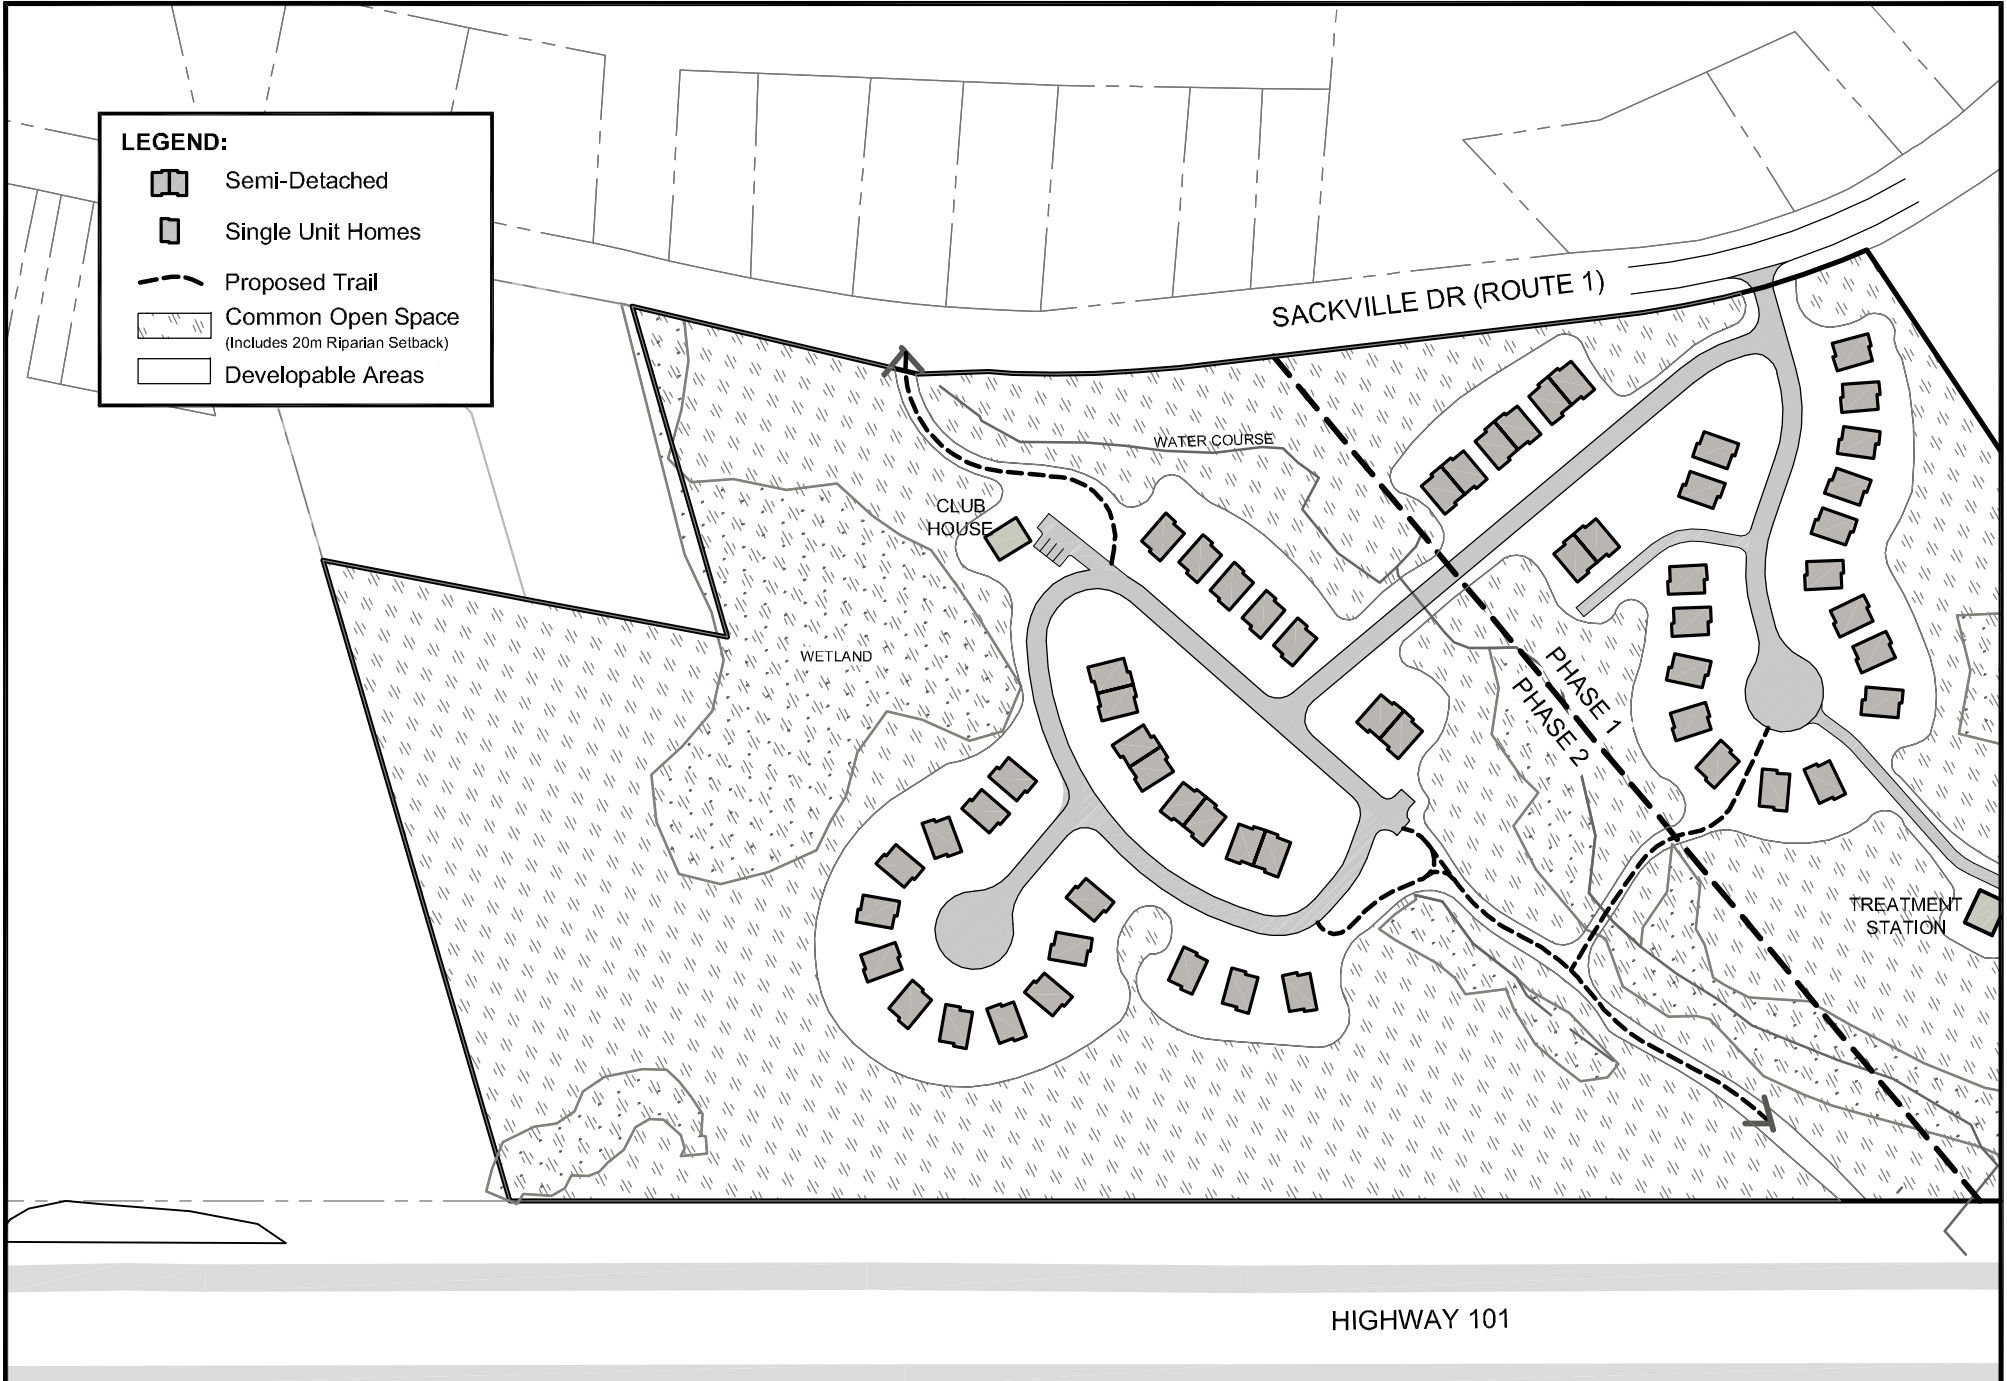 LEGEND:
Semi-Detached
Single Unit Homes
Proposed Trail
Common Open Space
(Includes 20m Riparian Setback)
Developable Areas
SACKVILLE DR (ROUTE 1)
WATER COURSE
CLUB
HOUSE
WETLAND
PHASE 1
PHASE 2
TREATMENT
STATION
HIGHWAY 101